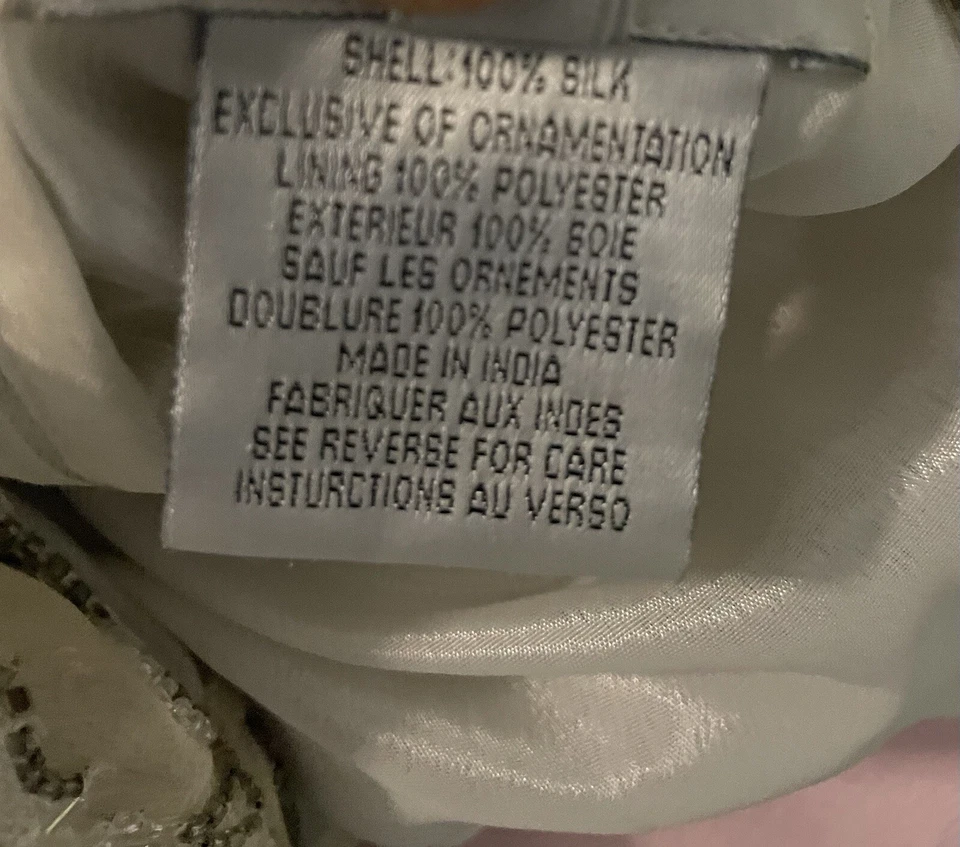 SHELL:100% SILK
EXCLUSIVE OF ORNAMENTATION
LINING 100% POLYESTER
EXTERIEUR 100% SOIE
SAUF LES ORNEMENTS
DOUBLURE 100% POLYESTER
MADE IN INDIA
FABRIQUER AUX INDES
SEE REVERSE FOR CARE
INSTURCTIONS AU VERSO